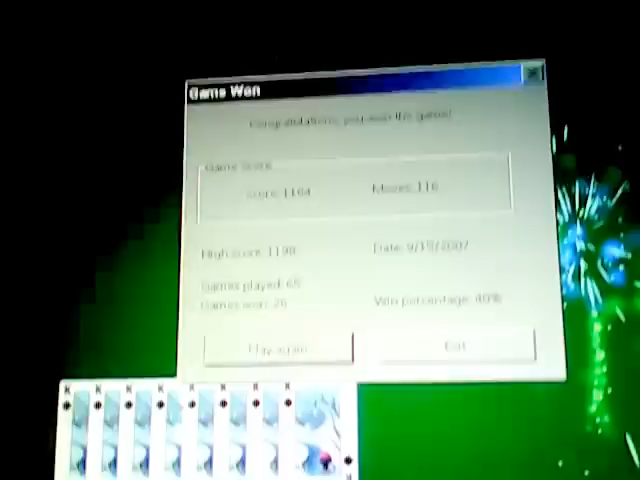 Game Won
Congratulations, you won the game!
Game Score
Score: 1164
Moves: 116
High score: 1198
Date: 9/15/2007
Games played: 65
Games won: 26
Win percentage: 40%
Play again
Exit
K K K K K K K K